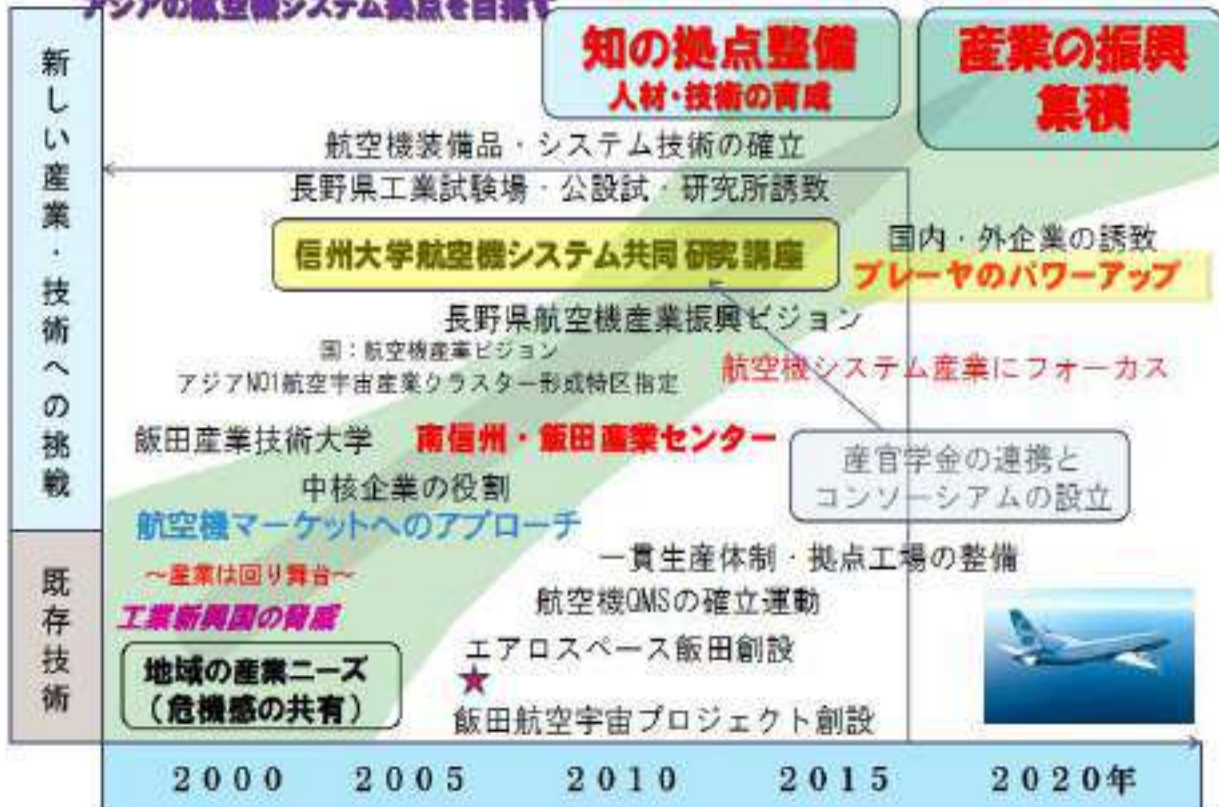 アジアの航空機システム拠点を目指す
知の拠点整備
人材・技術の育成
産業の振興
集積
新しい産業・技術への挑戦
航空機装備品・システム技術の確立
長野県工業試験場・公設試・研究所誘致
信州大学航空機システム共同研究講座
国内・外企業の誘致
プレーヤのパワーアップ
長野県航空機産業振興ビジョン
国：航空機産業ビジョン
アジアNO1航空宇宙産業クラスター形成特区指定
航空機システム産業にフォーカス
飯田産業技術大学
南信州・飯田産業センター
産官学金の連携と
コンソーシアムの設立
中核企業の役割
航空機マーケットへのアプローチ
既存技術
～産業は回り舞台～
工業新興国の脅威
地域の産業ニーズ
（危機感の共有）
一貫生産体制・拠点工場の整備
航空機QMSの確立運動
エアロスペース飯田創設
飯田航空宇宙プロジェクト創設
2000
2005
2010
2015
2020年